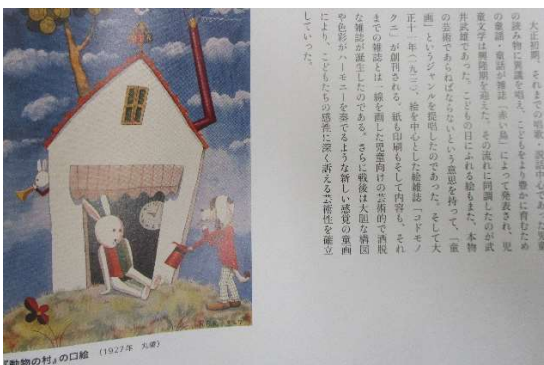 大正初期、それまでの唱歌・説話中心であった児童
の読み物に異議を唱え、こどもをより豊かに育むため
の童謡・童話が雑誌「赤い鳥」によって発表され、児
童文学は興隆期を迎えた。その流れに同調したのが武
井武雄であった。こどもの目にふれる絵もまた、本物
の芸術であらねばならないという意思を持って、「童
画」というジャンルを提唱したのであった。そして大
正十一年（一九二二）、絵を中心とした絵雑誌「コドモノ
クニ」が創刊される。紙も印刷もそして内容も、それ
までの雑誌とは一線を画した児童向けの芸術的で洒脱
な雑誌が誕生したのである。さらに戦後は大胆な構図
や色彩がハーモニーを奏でるような新しい感覚の童画
により、こどもたちの感性に深く訴える芸術性を確立
していった。
『動物の村』の口絵 （1927年 丸善）